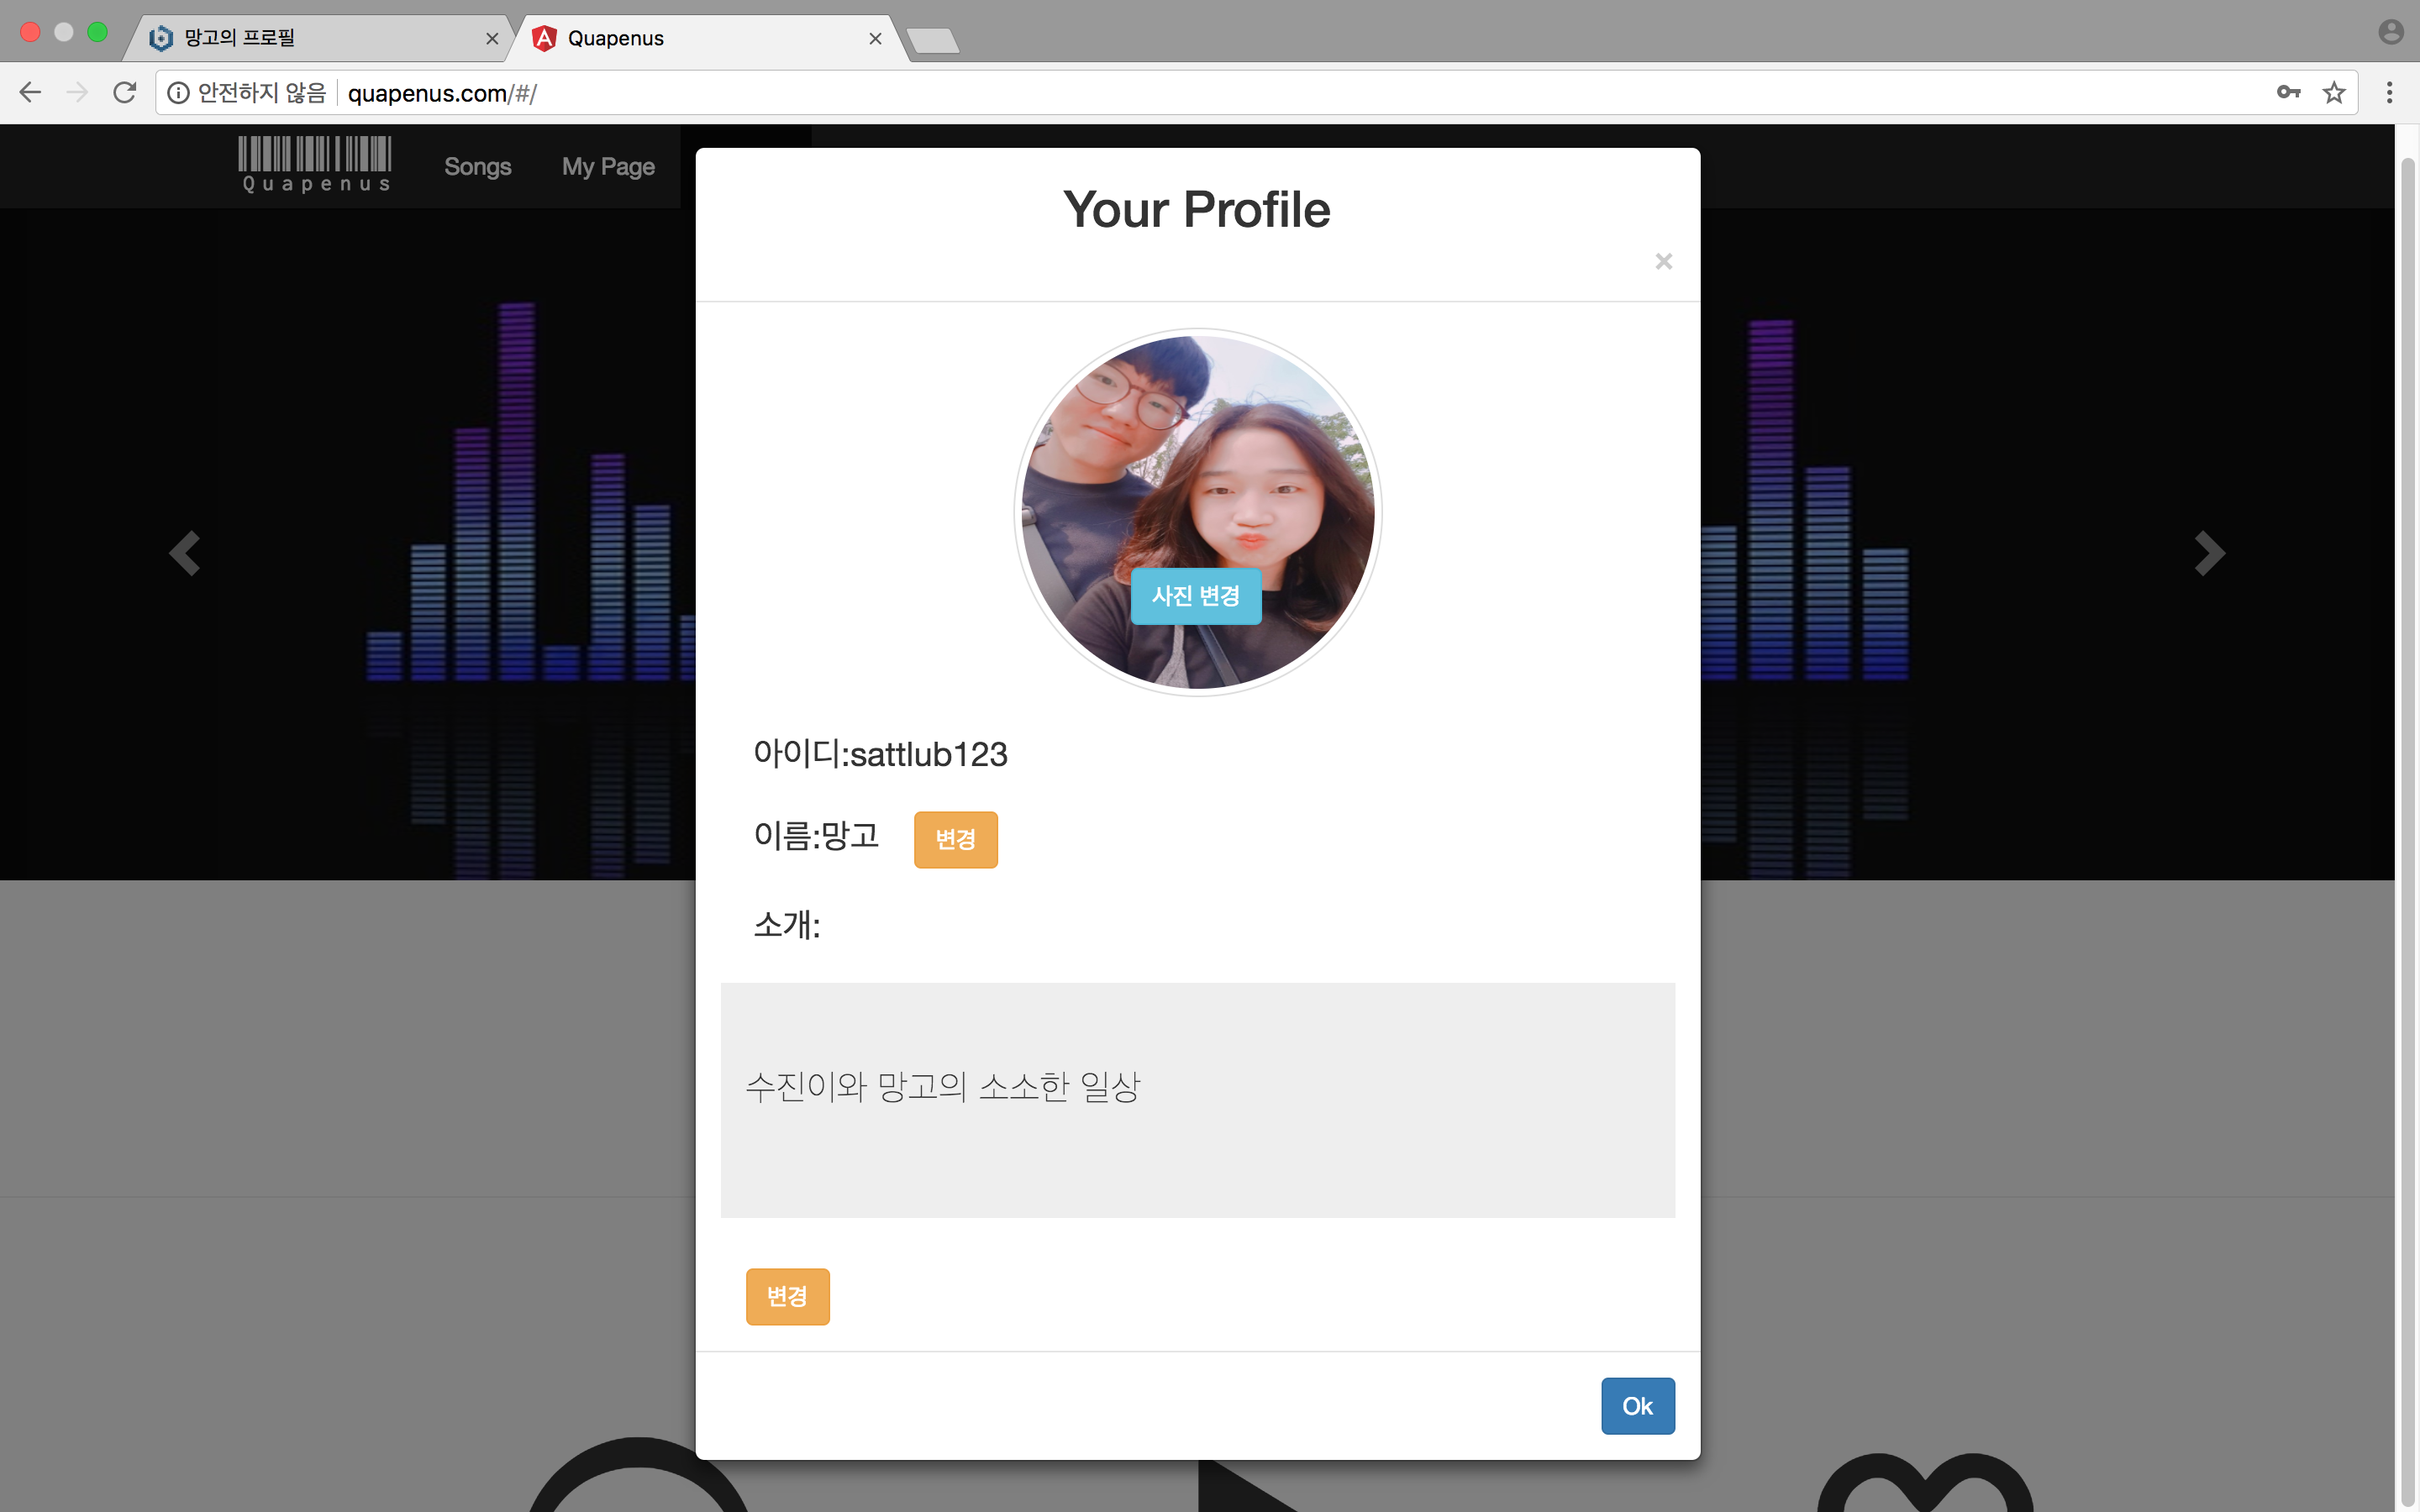 망고의 프로필
Quapenus
안전하지 않음 quapenus.com/#/
Quapenus
Songs
My Page
Your Profile
×
사진 변경
아이디:sattlub123
이름:망고
변경
소개:
수진이와 망고의 소소한 일상
변경
Ok